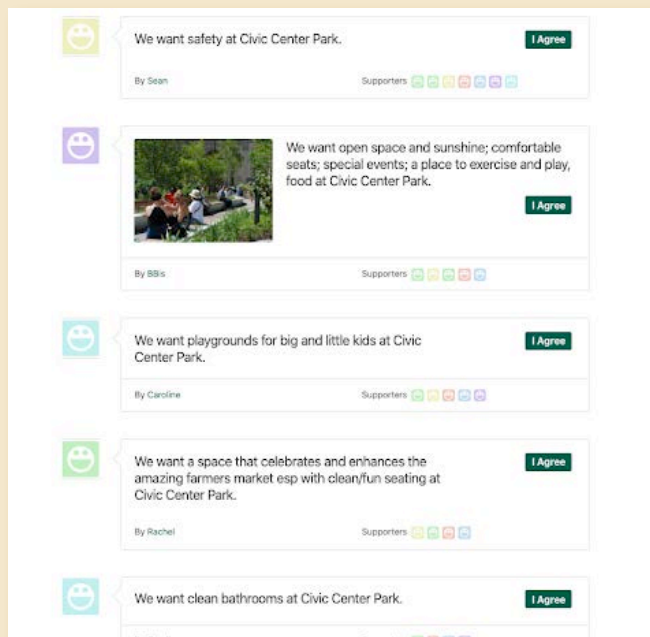 We want safety at Civic Center Park.
I Agree
By Sean
Supporters
We want open space and sunshine; comfortable
seats; special events; a place to exercise and play,
food at Civic Center Park.
I Agree
By BBis
Supporters
We want playgrounds for big and little kids at Civic
Center Park.
I Agree
By Caroline
Supporters
We want a space that celebrates and enhances the
amazing farmers market esp with clean/fun seating at
Civic Center Park.
I Agree
By Rachel
Supporters
We want clean bathrooms at Civic Center Park.
I Agree